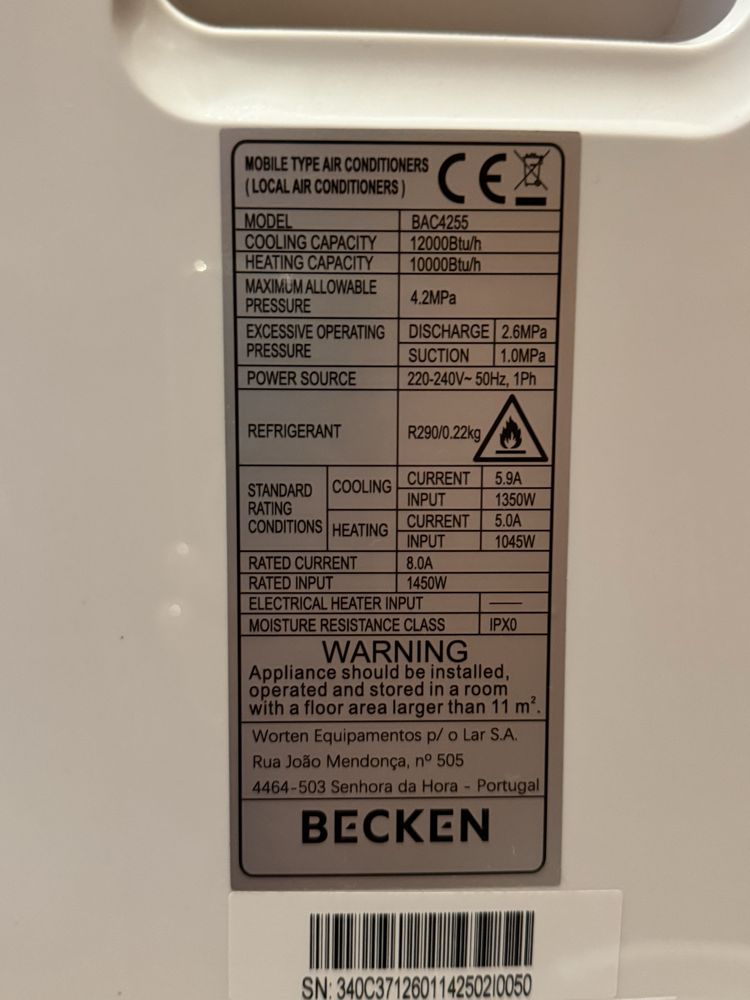 MOBILE TYPE AIR CONDITIONERS
( LOCAL AIR CONDITIONERS )
CE
MODEL BAC4255
COOLING CAPACITY 12000Btu/h
HEATING CAPACITY 10000Btu/h
MAXIMUM ALLOWABLE
PRESSURE
4.2MPa
EXCESSIVE OPERATING
PRESSURE
DISCHARGE 2.6MPa
SUCTION 1.0MPa
POWER SOURCE 220-240V~ 50Hz, 1Ph
REFRIGERANT R290/0.22kg
STANDARD
RATING
CONDITIONS
COOLING
CURRENT 5.9A
INPUT 1350W
HEATING
CURRENT 5.0A
INPUT 1045W
RATED CURRENT 8.0A
RATED INPUT 1450W
ELECTRICAL HEATER INPUT ——
MOISTURE RESISTANCE CLASS IPX0
WARNING
Appliance should be installed,
operated and stored in a room
with a floor area larger than 11 m².
Worten Equipamentos p/ o Lar S.A.
Rua João Mendonça, nº 505
4464-503 Senhora da Hora - Portugal
BECKEN
SN: 340C3712601142502I0050